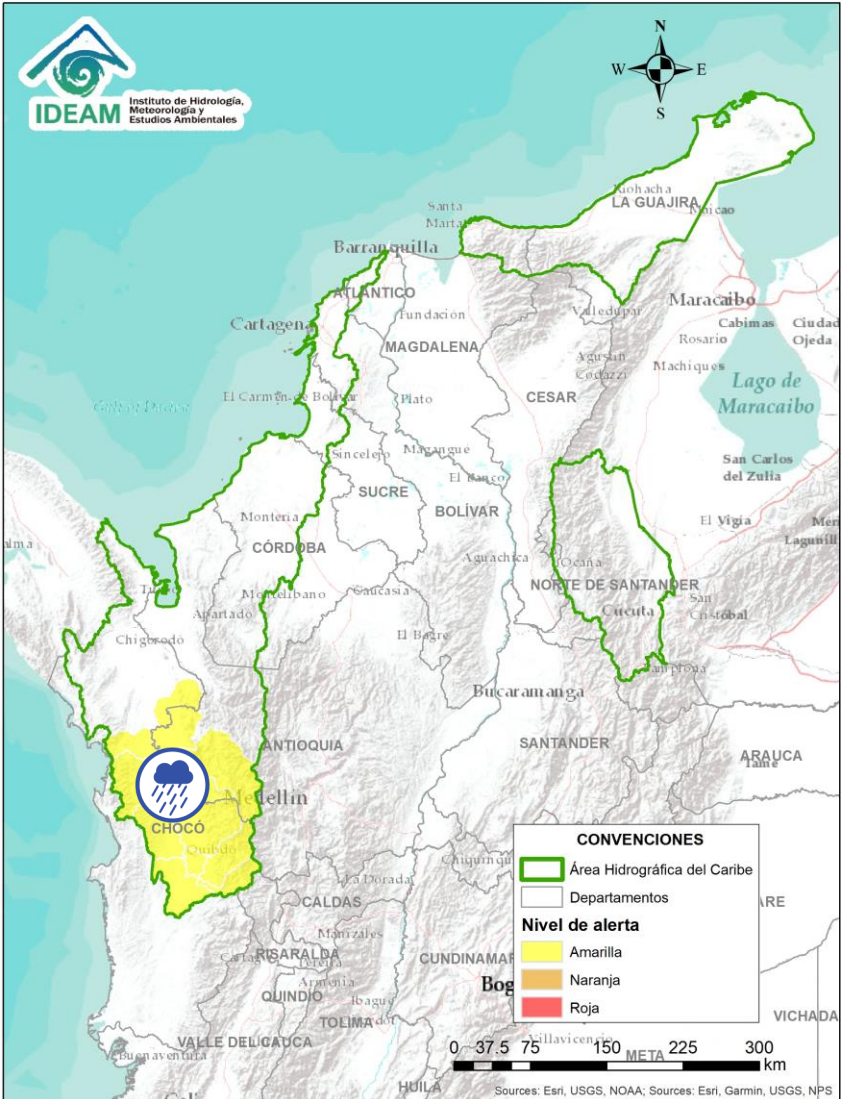 IDEAM
Instituto de Hidrología,
Meteorología y
Estudios Ambientales
N
W
E
S
Riohacha
LA GUAJIRA
Maicao
Santa
Marta
Barranquilla
ATLÁNTICO
Maracaibo
Fundación
Valledupar
Cabimas
Ciudad
Ojeda
Cartagena
Rosario
MAGDALENA
Agustín
Codazzi
Machiques
Lago de
Maracaibo
El Carmen de Bolívar
Plato
CESAR
Sincelejo
Magangué
San Carlos
del Zulia
El Banco
SUCRE
BOLÍVAR
Montería
El Vigía
CÓRDOBA
Aguachica
Ocaña
NORTE DE SANTANDER
Montelíbano
Caucasia
Cúcuta
San
Cristóbal
Apartadó
Chigorodó
El Bagre
Pamplona
Bucaramanga
ANTIOQUIA
SANTANDER
ARAUCA
Tame
Medellín
CHOCÓ
Quibdó
La Dorada
CALDAS
Manizales
RISARALDA
Pereira
Armenia
QUINDÍO
Ibagué
TOLIMA
VALLE DEL CAUCA
Buenaventura
Villavicencio
META
VICHADA
HUILA
CONVENCIONES
Área Hidrográfica del Caribe
Departamentos
Nivel de alerta
Amarilla
Naranja
Roja
0 37.5 75 150 225 300
km
Sources: Esri, USGS, NOAA; Sources: Esri, Garmin, USGS, NPS